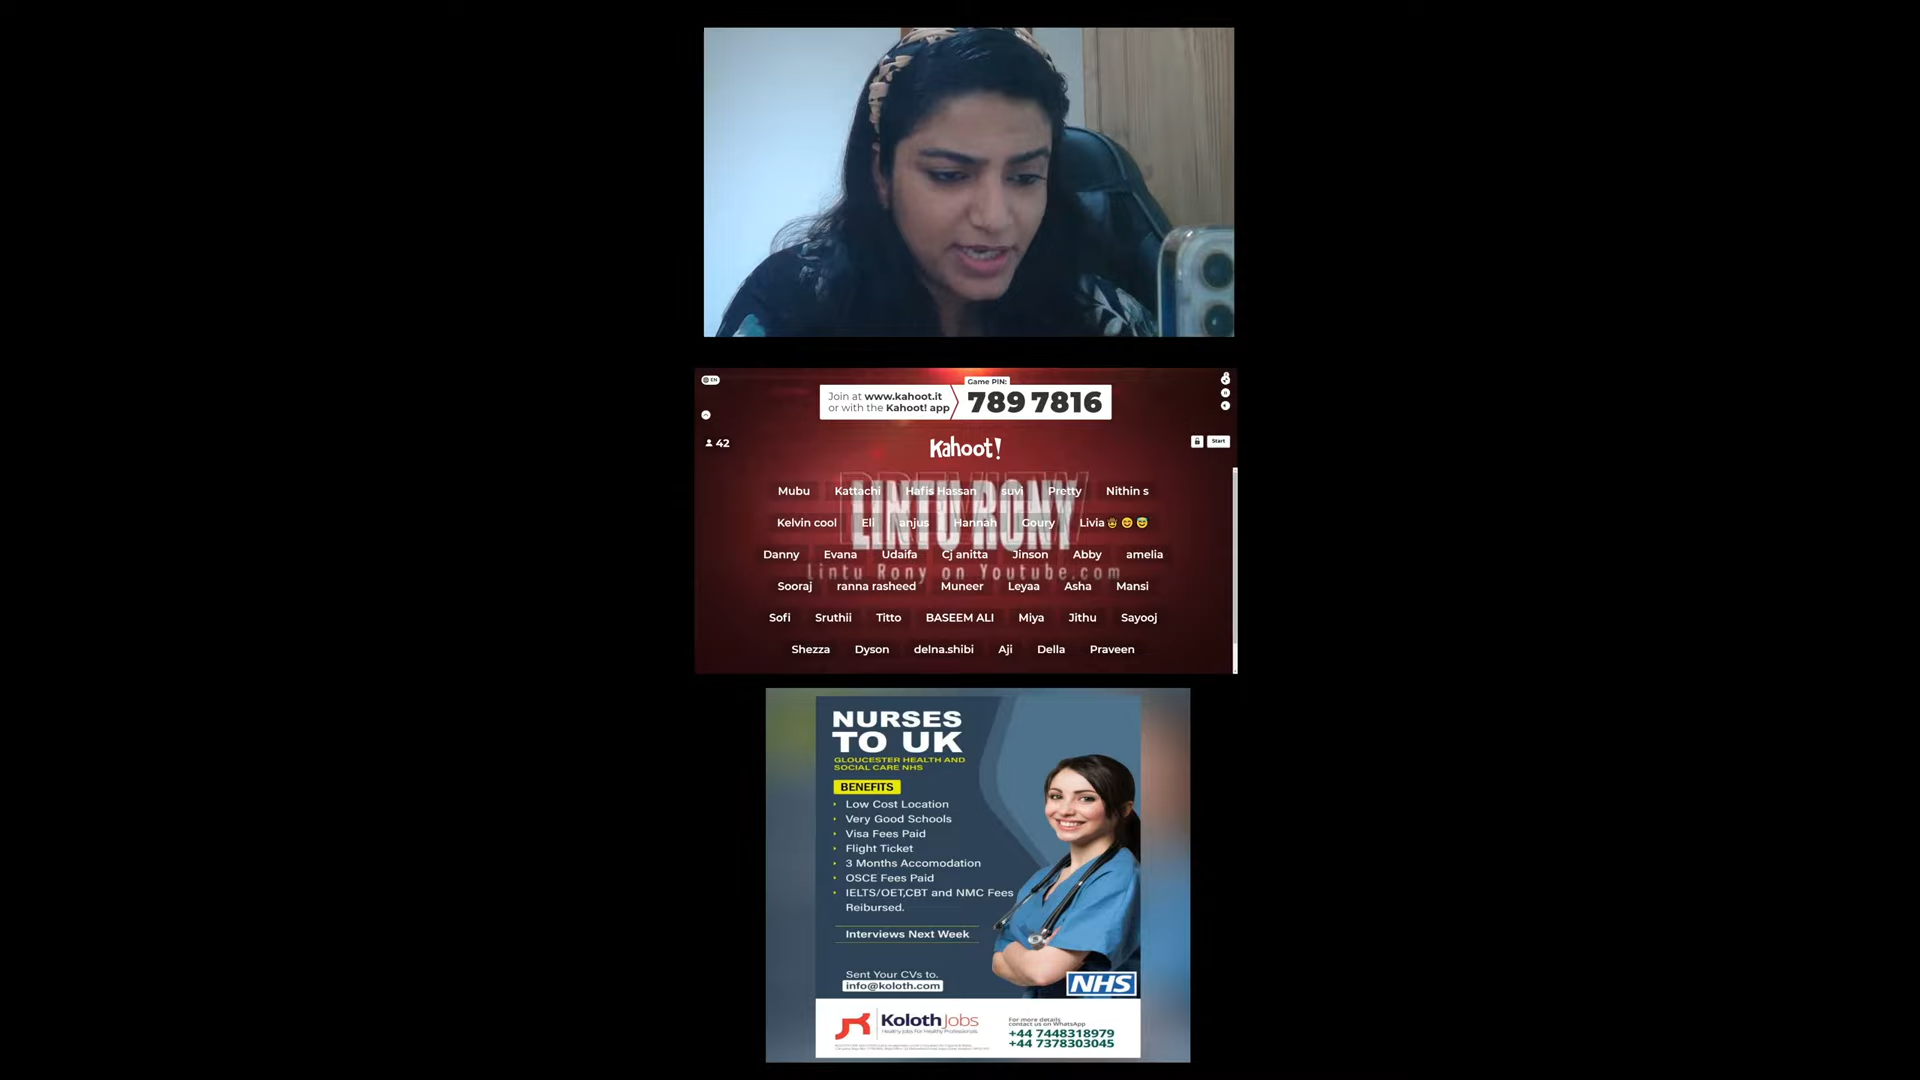 EN
Join at www.kahoot.it
or with the Kahoot! app
Game PIN:
789 7816
42
Kahoot!
Start
LINTU RONY
Lintu Rony on Youtube.com
Mubu Kattachi Hafis Hassan suvi Pretty Nithin s
Kelvin cool Eli anjus Hannah Goury Livia 🤠 😊 😇
Danny Evana Udaifa Cj anitta Jinson Abby amelia
Sooraj ranna rasheed Muneer Leyaa Asha Mansi
Sofi Sruthii Titto BASEEM ALI Miya Jithu Sayooj
Shezza Dyson delna.shibi Aji Della Praveen
NURSES
TO UK
GLOUCESTER HEALTH AND
SOCIAL CARE NHS
BENEFITS
Low Cost Location
Very Good Schools
Visa Fees Paid
Flight Ticket
3 Months Accomodation
OSCE Fees Paid
IELTS/OET,CBT and NMC Fees
Reibursed.
Interviews Next Week
Sent Your CVs to.
info@koloth.com
NHS
Koloth Jobs
Healthy Jobs For Healthy Professionals
For more details
contact us on WhatsApp
+44 7448318979
+44 7378303045